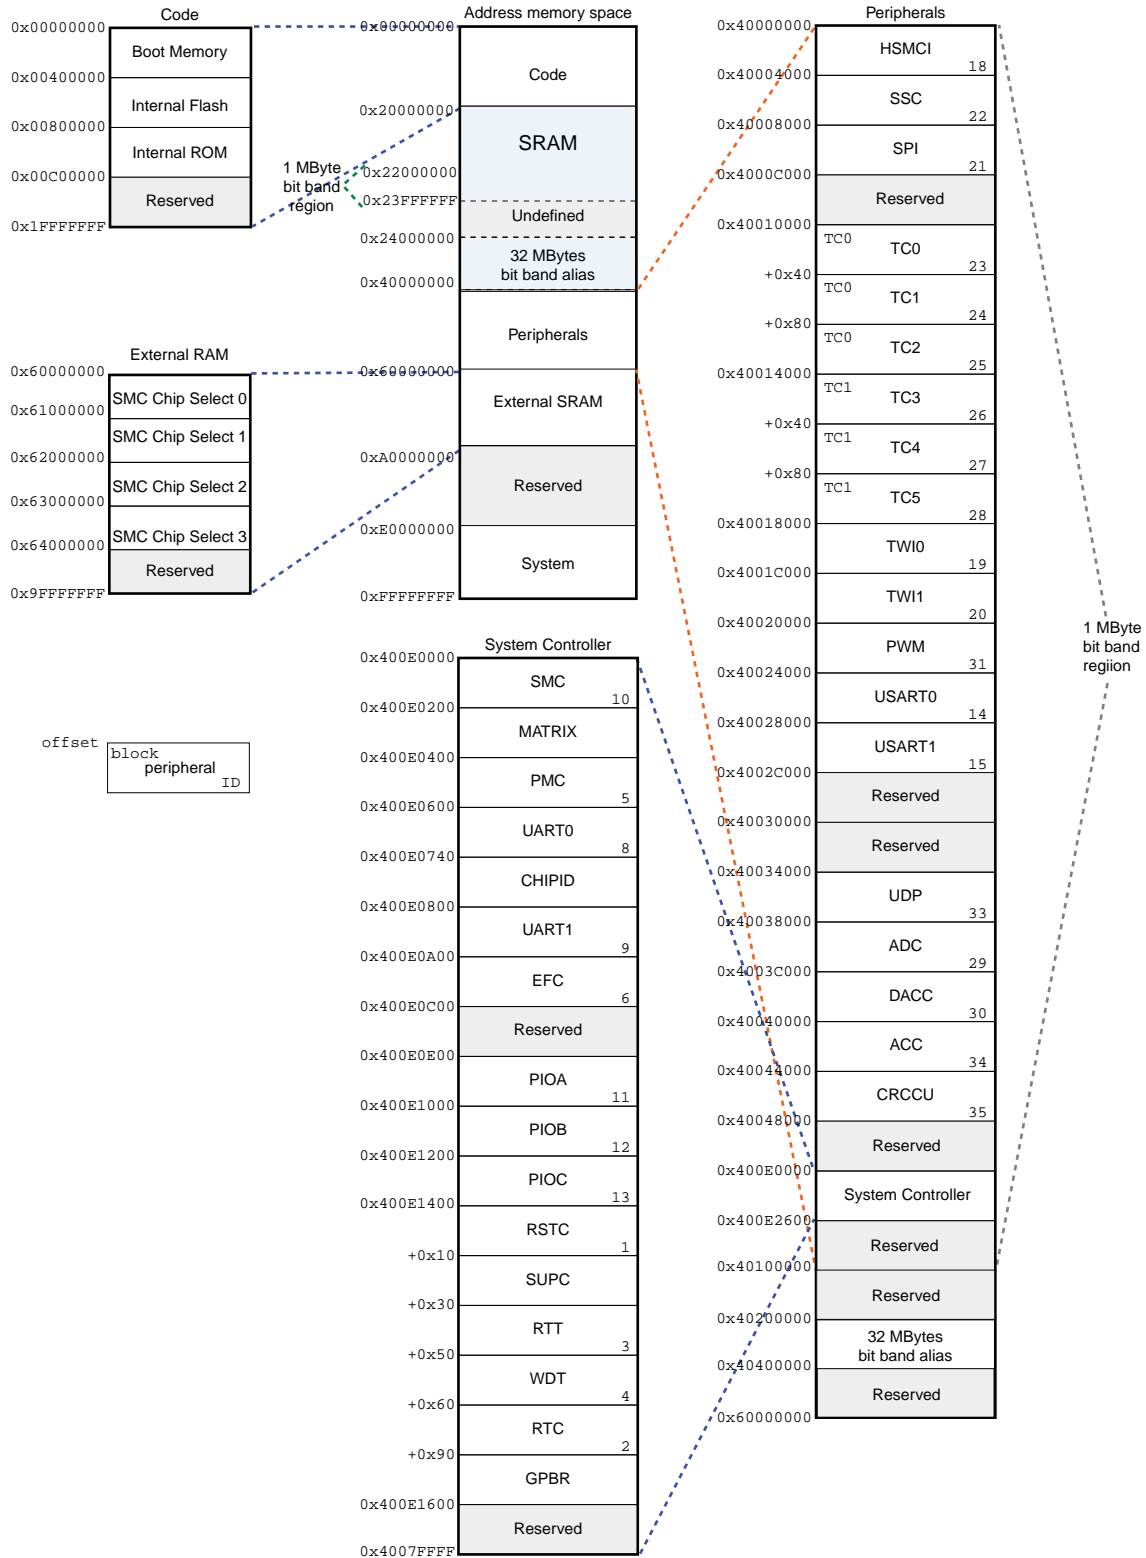 Code
0x00000000
Boot Memory
0x00400000
Internal Flash
0x00800000
Internal ROM
0x00C00000
Reserved
0x1FFFFFFF
1 MByte
bit band
region
External RAM
0x60000000
SMC Chip Select 0
0x61000000
SMC Chip Select 1
0x62000000
SMC Chip Select 2
0x63000000
SMC Chip Select 3
0x64000000
Reserved
0x9FFFFFFF
offset
block
peripheral
ID
Address memory space
0x00000000
Code
0x20000000
SRAM
0x22000000
0x23FFFFFF
Undefined
0x24000000
32 MBytes
bit band alias
0x40000000
Peripherals
0x60000000
External SRAM
0xA0000000
Reserved
0xE0000000
System
0xFFFFFFFF
System Controller
0x400E0000
SMC
10
0x400E0200
MATRIX
0x400E0400
PMC
5
0x400E0600
UART0
8
0x400E0740
CHIPID
0x400E0800
UART1
9
0x400E0A00
EFC
6
0x400E0C00
Reserved
0x400E0E00
PIOA
11
0x400E1000
PIOB
12
0x400E1200
PIOC
13
0x400E1400
RSTC
1
+0x10
SUPC
+0x30
RTT
3
+0x50
WDT
4
+0x60
RTC
2
+0x90
GPBR
0x400E1600
Reserved
0x4007FFFF
Peripherals
0x40000000
HSMCI
18
0x40004000
SSC
22
0x40008000
SPI
21
0x4000C000
Reserved
0x40010000
TC0
TC0
23
+0x40
TC0
TC1
24
+0x80
TC0
TC2
25
0x40014000
TC1
TC3
26
+0x40
TC1
TC4
27
+0x80
TC1
TC5
28
0x40018000
TWI0
19
0x4001C000
TWI1
20
0x40020000
PWM
31
0x40024000
USART0
14
0x40028000
USART1
15
0x4002C000
Reserved
0x40030000
Reserved
0x40034000
UDP
33
0x40038000
ADC
29
0x4003C000
DACC
30
0x40040000
ACC
34
0x40044000
CRCCU
35
0x40048000
Reserved
0x400E0000
System Controller
0x400E2600
Reserved
0x40100000
Reserved
0x40200000
32 MBytes
bit band alias
0x40400000
Reserved
0x60000000
1 MByte
bit band
regiion